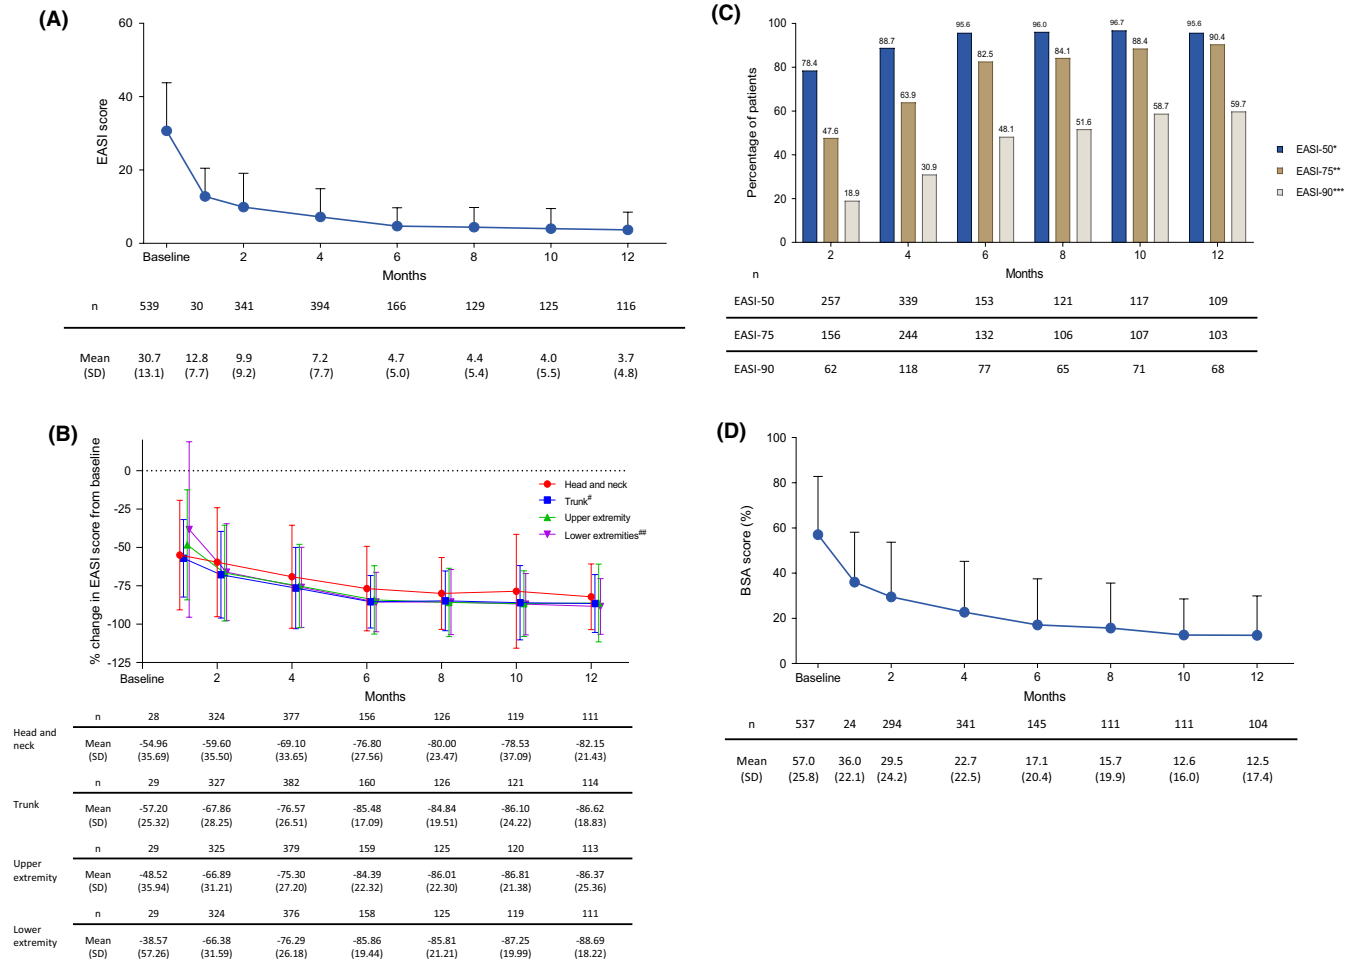 (A)
60
40
20
0
EASI score
Baseline 2 4 6 8 10 12
Months
n 539 30 341 394 166 129 125 116
Mean 30.7 12.8 9.9 7.2 4.7 4.4 4.0 3.7
(SD) (13.1) (7.7) (9.2) (7.7) (5.0) (5.4) (5.5) (4.8)
(C)
100
80
60
40
20
0
Percentage of patients
78.4 47.6 18.9
88.7 63.9 30.9
95.6 82.5 48.1
96.0 84.1 51.6
96.7 88.4 58.7
95.6 90.4 59.7
EASI-50*
EASI-75**
EASI-90***
2 4 6 8 10 12
Months
n
EASI-50 257 339 153 121 117 109
EASI-75 156 244 132 106 107 103
EASI-90 62 118 77 65 71 68
(B)
% change in EASI score from baseline
0
-25
-50
-75
-100
-125
Head and neck
Trunk#
Upper extremity
Lower extremities##
Baseline 2 4 6 8 10 12
Months
Head and neck
n 28 324 377 156 126 119 111
Mean -54.96 -59.60 -69.10 -76.80 -80.00 -78.53 -82.15
(SD) (35.69) (35.50) (33.65) (27.56) (23.47) (37.09) (21.43)
Trunk
n 29 327 382 160 126 121 114
Mean -57.20 -67.86 -76.57 -85.48 -84.84 -86.10 -86.62
(SD) (25.32) (28.25) (26.51) (17.09) (19.51) (24.22) (18.83)
Upper extremity
n 29 325 379 159 125 120 113
Mean -48.52 -66.89 -75.30 -84.39 -86.01 -86.81 -86.37
(SD) (35.94) (31.21) (27.20) (22.32) (22.30) (21.38) (25.36)
Lower extremity
n 29 324 376 158 125 119 111
Mean -38.57 -66.38 -76.29 -85.86 -85.81 -87.25 -88.69
(SD) (57.26) (31.59) (26.18) (19.44) (21.21) (19.99) (18.22)
(D)
100
80
60
40
20
0
BSA score (%)
Baseline 2 4 6 8 10 12
Months
n 537 24 294 341 145 111 111 104
Mean 57.0 36.0 29.5 22.7 17.1 15.7 12.6 12.5
(SD) (25.8) (22.1) (24.2) (22.5) (20.4) (19.9) (16.0) (17.4)